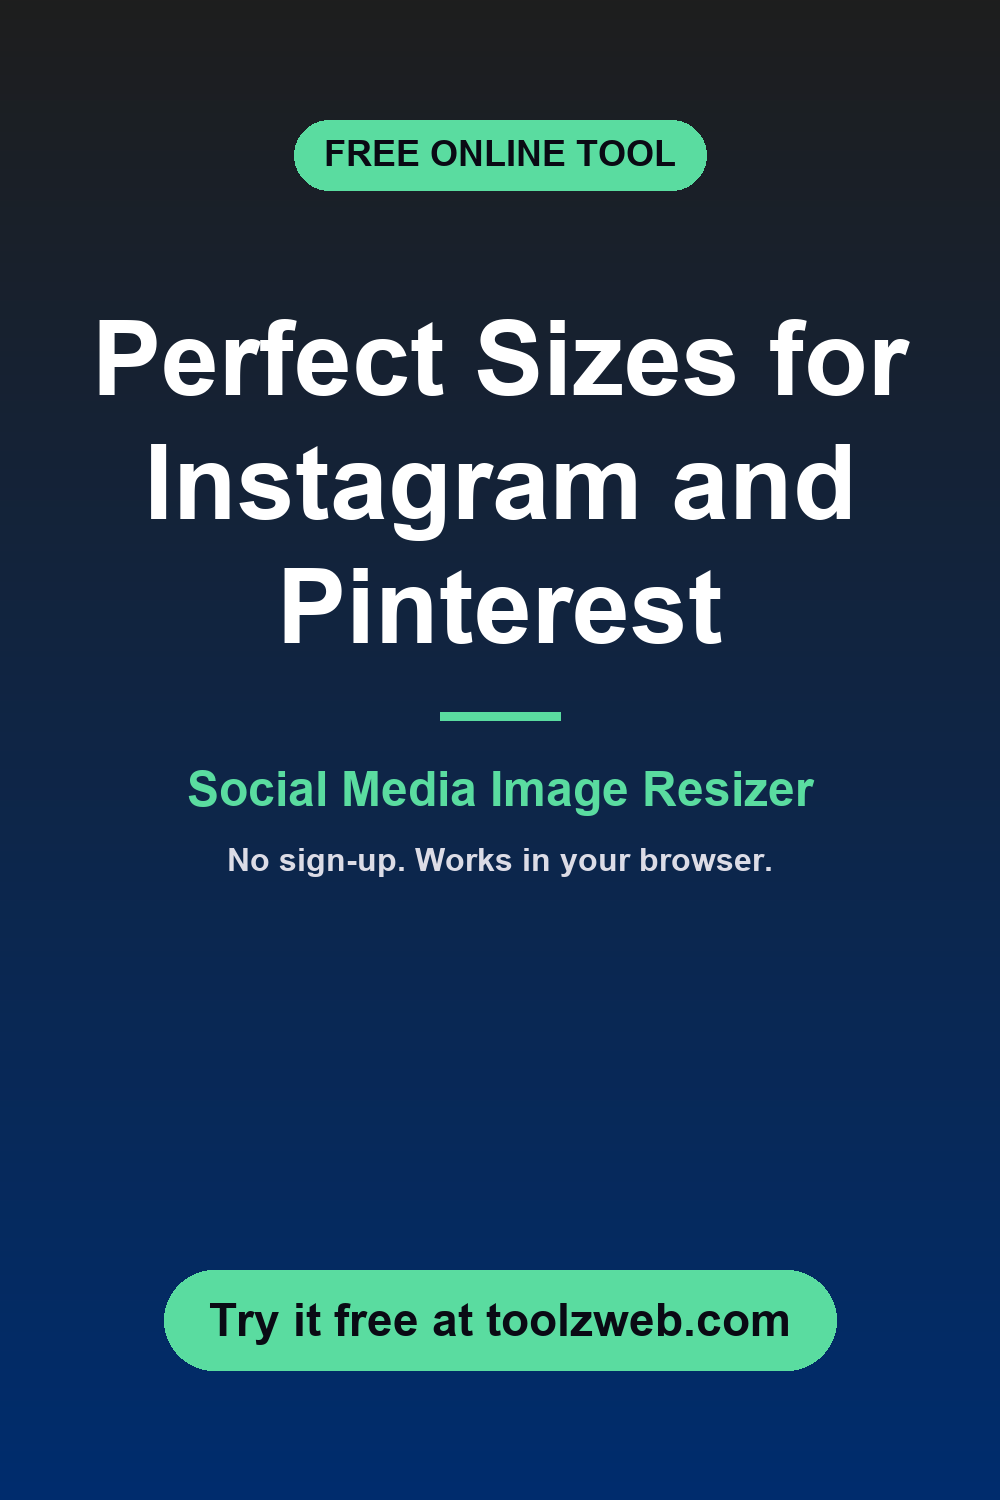 FREE ONLINE TOOL
Perfect Sizes for
Instagram and
Pinterest
Social Media Image Resizer
No sign-up. Works in your browser.
Try it free at toolzweb.com